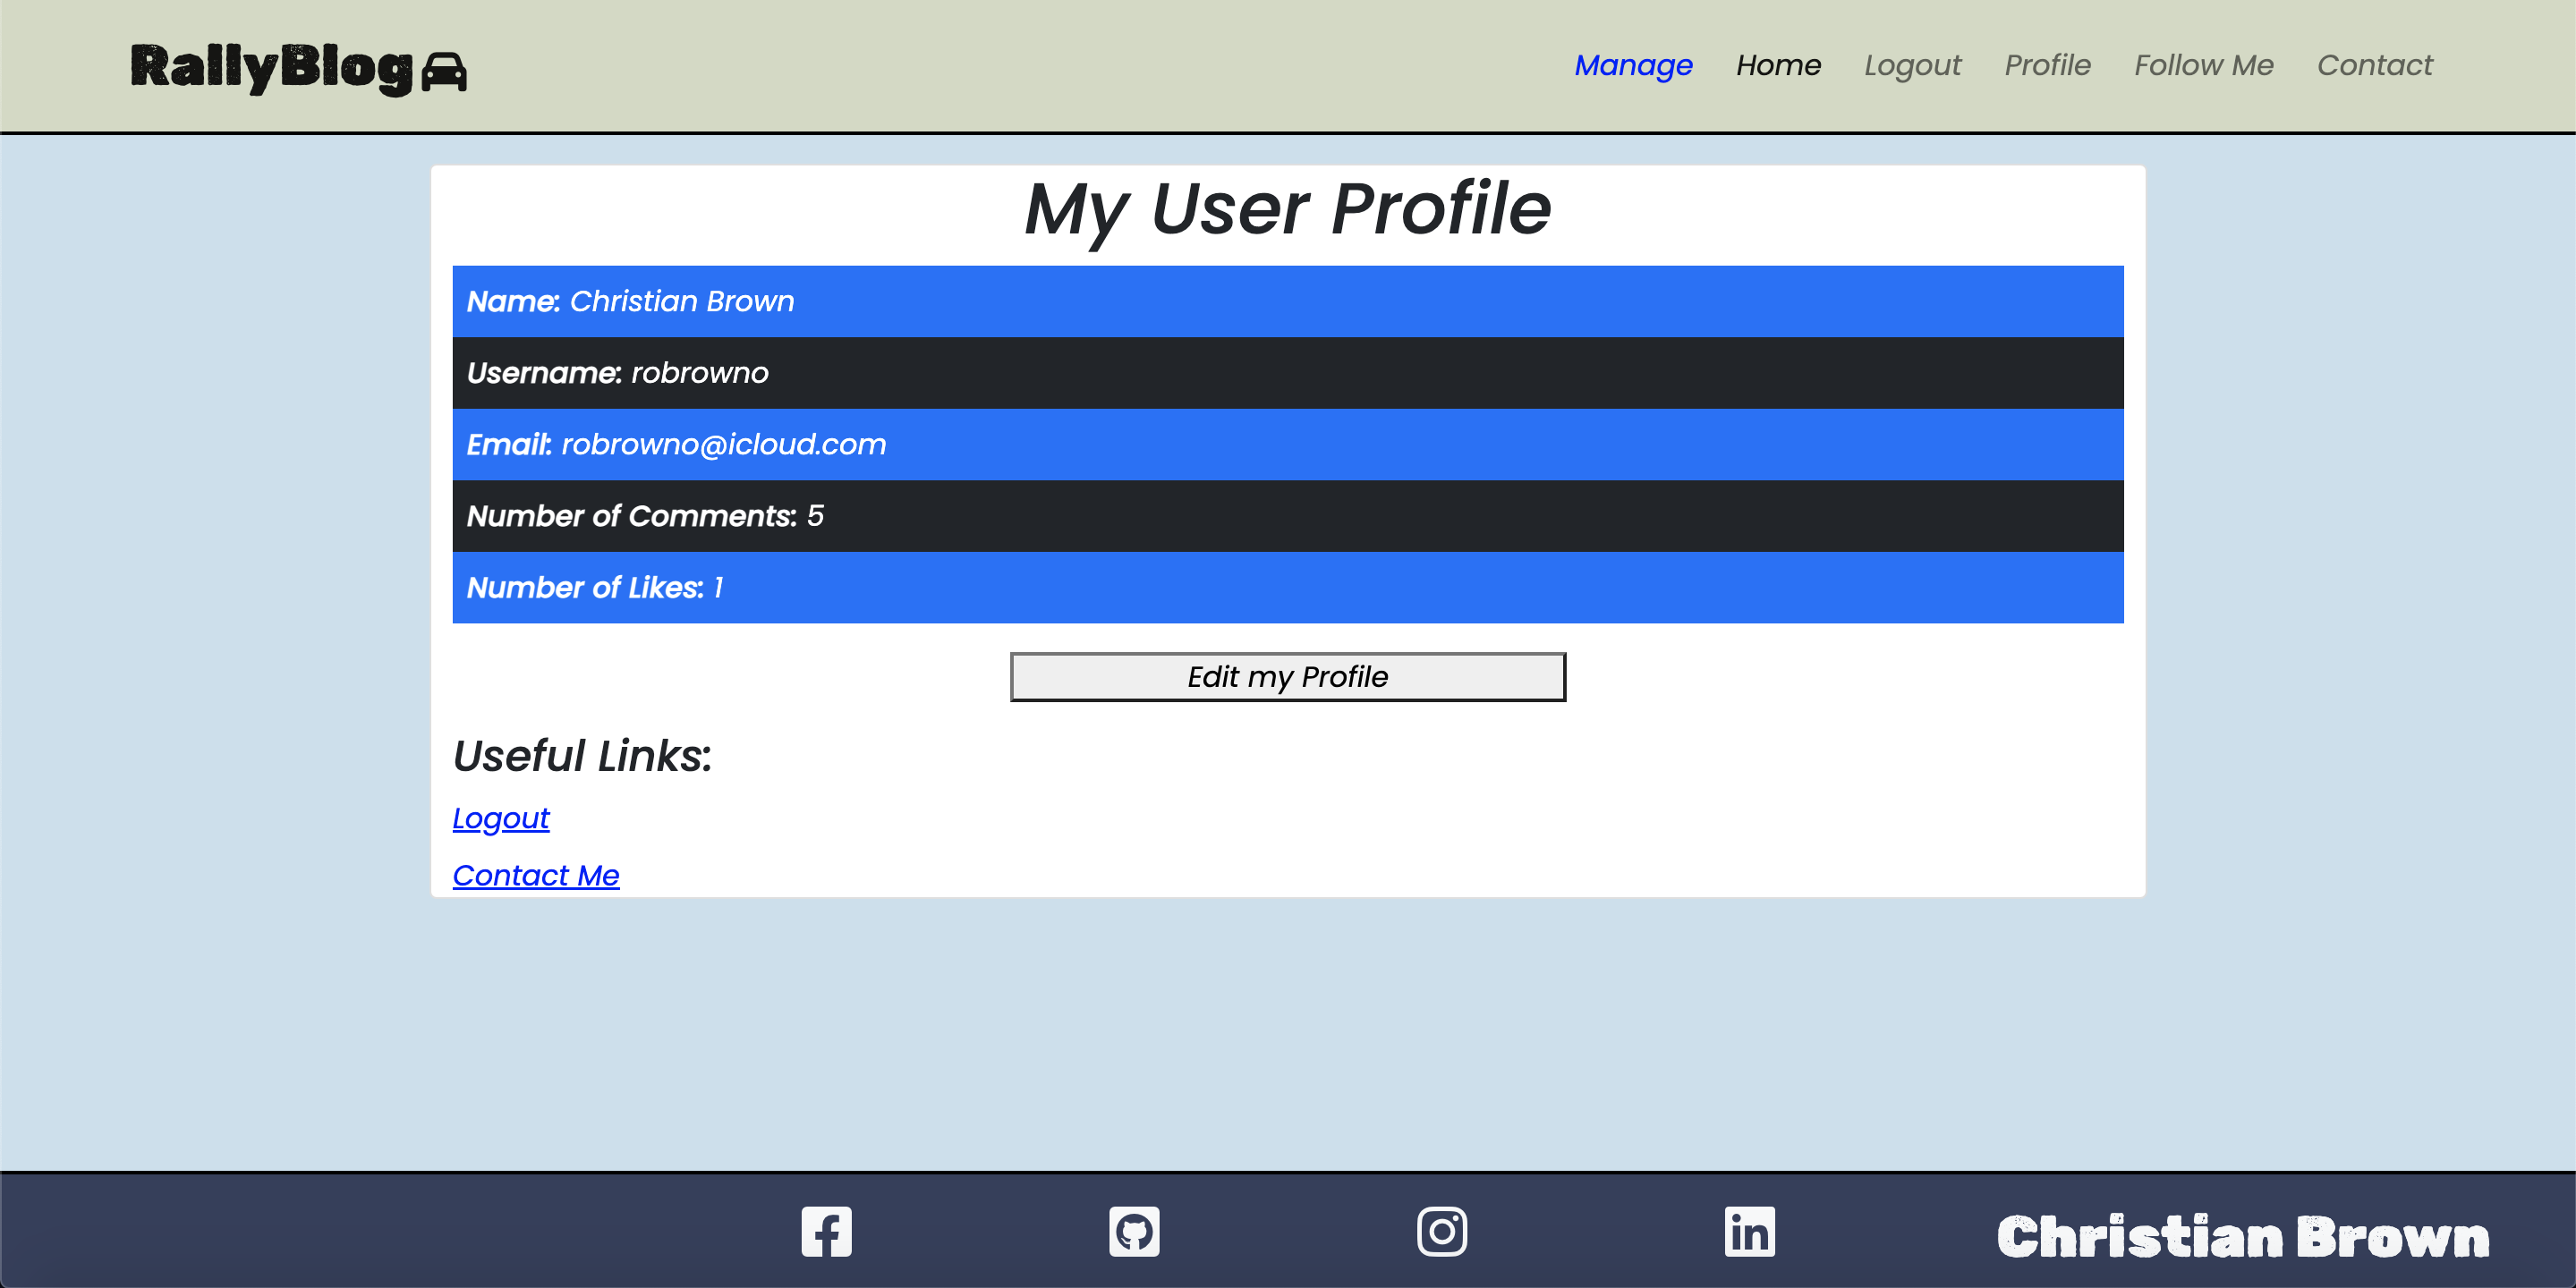 RallyBlog
Manage Home Logout Profile Follow Me Contact
My User Profile
Name: Christian Brown
Username: robrowno
Email: robrowno@icloud.com
Number of Comments: 5
Number of Likes: 1
Edit my Profile
Useful Links:
Logout
Contact Me
Christian Brown